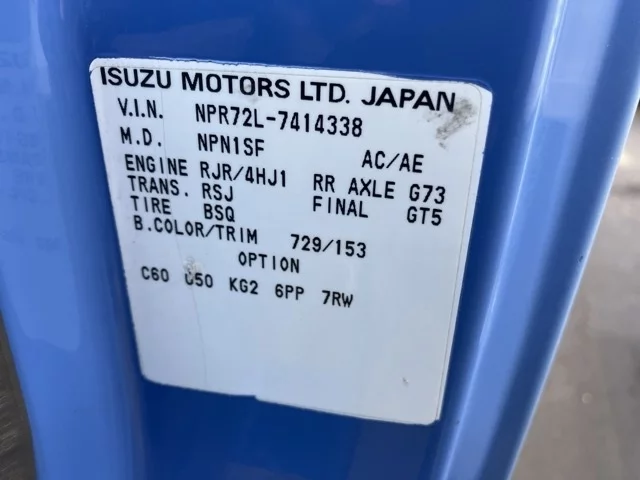 ISUZU MOTORS LTD. JAPAN
V.I.N. NPR72L-7414338
M.D. NPN1SF AC/AE
ENGINE RJR/4HJ1 RR AXLE G73
TRANS. RSJ FINAL GT5
TIRE BSQ
B.COLOR/TRIM 729/153
OPTION
C60 U50 KG2 6PP 7RW